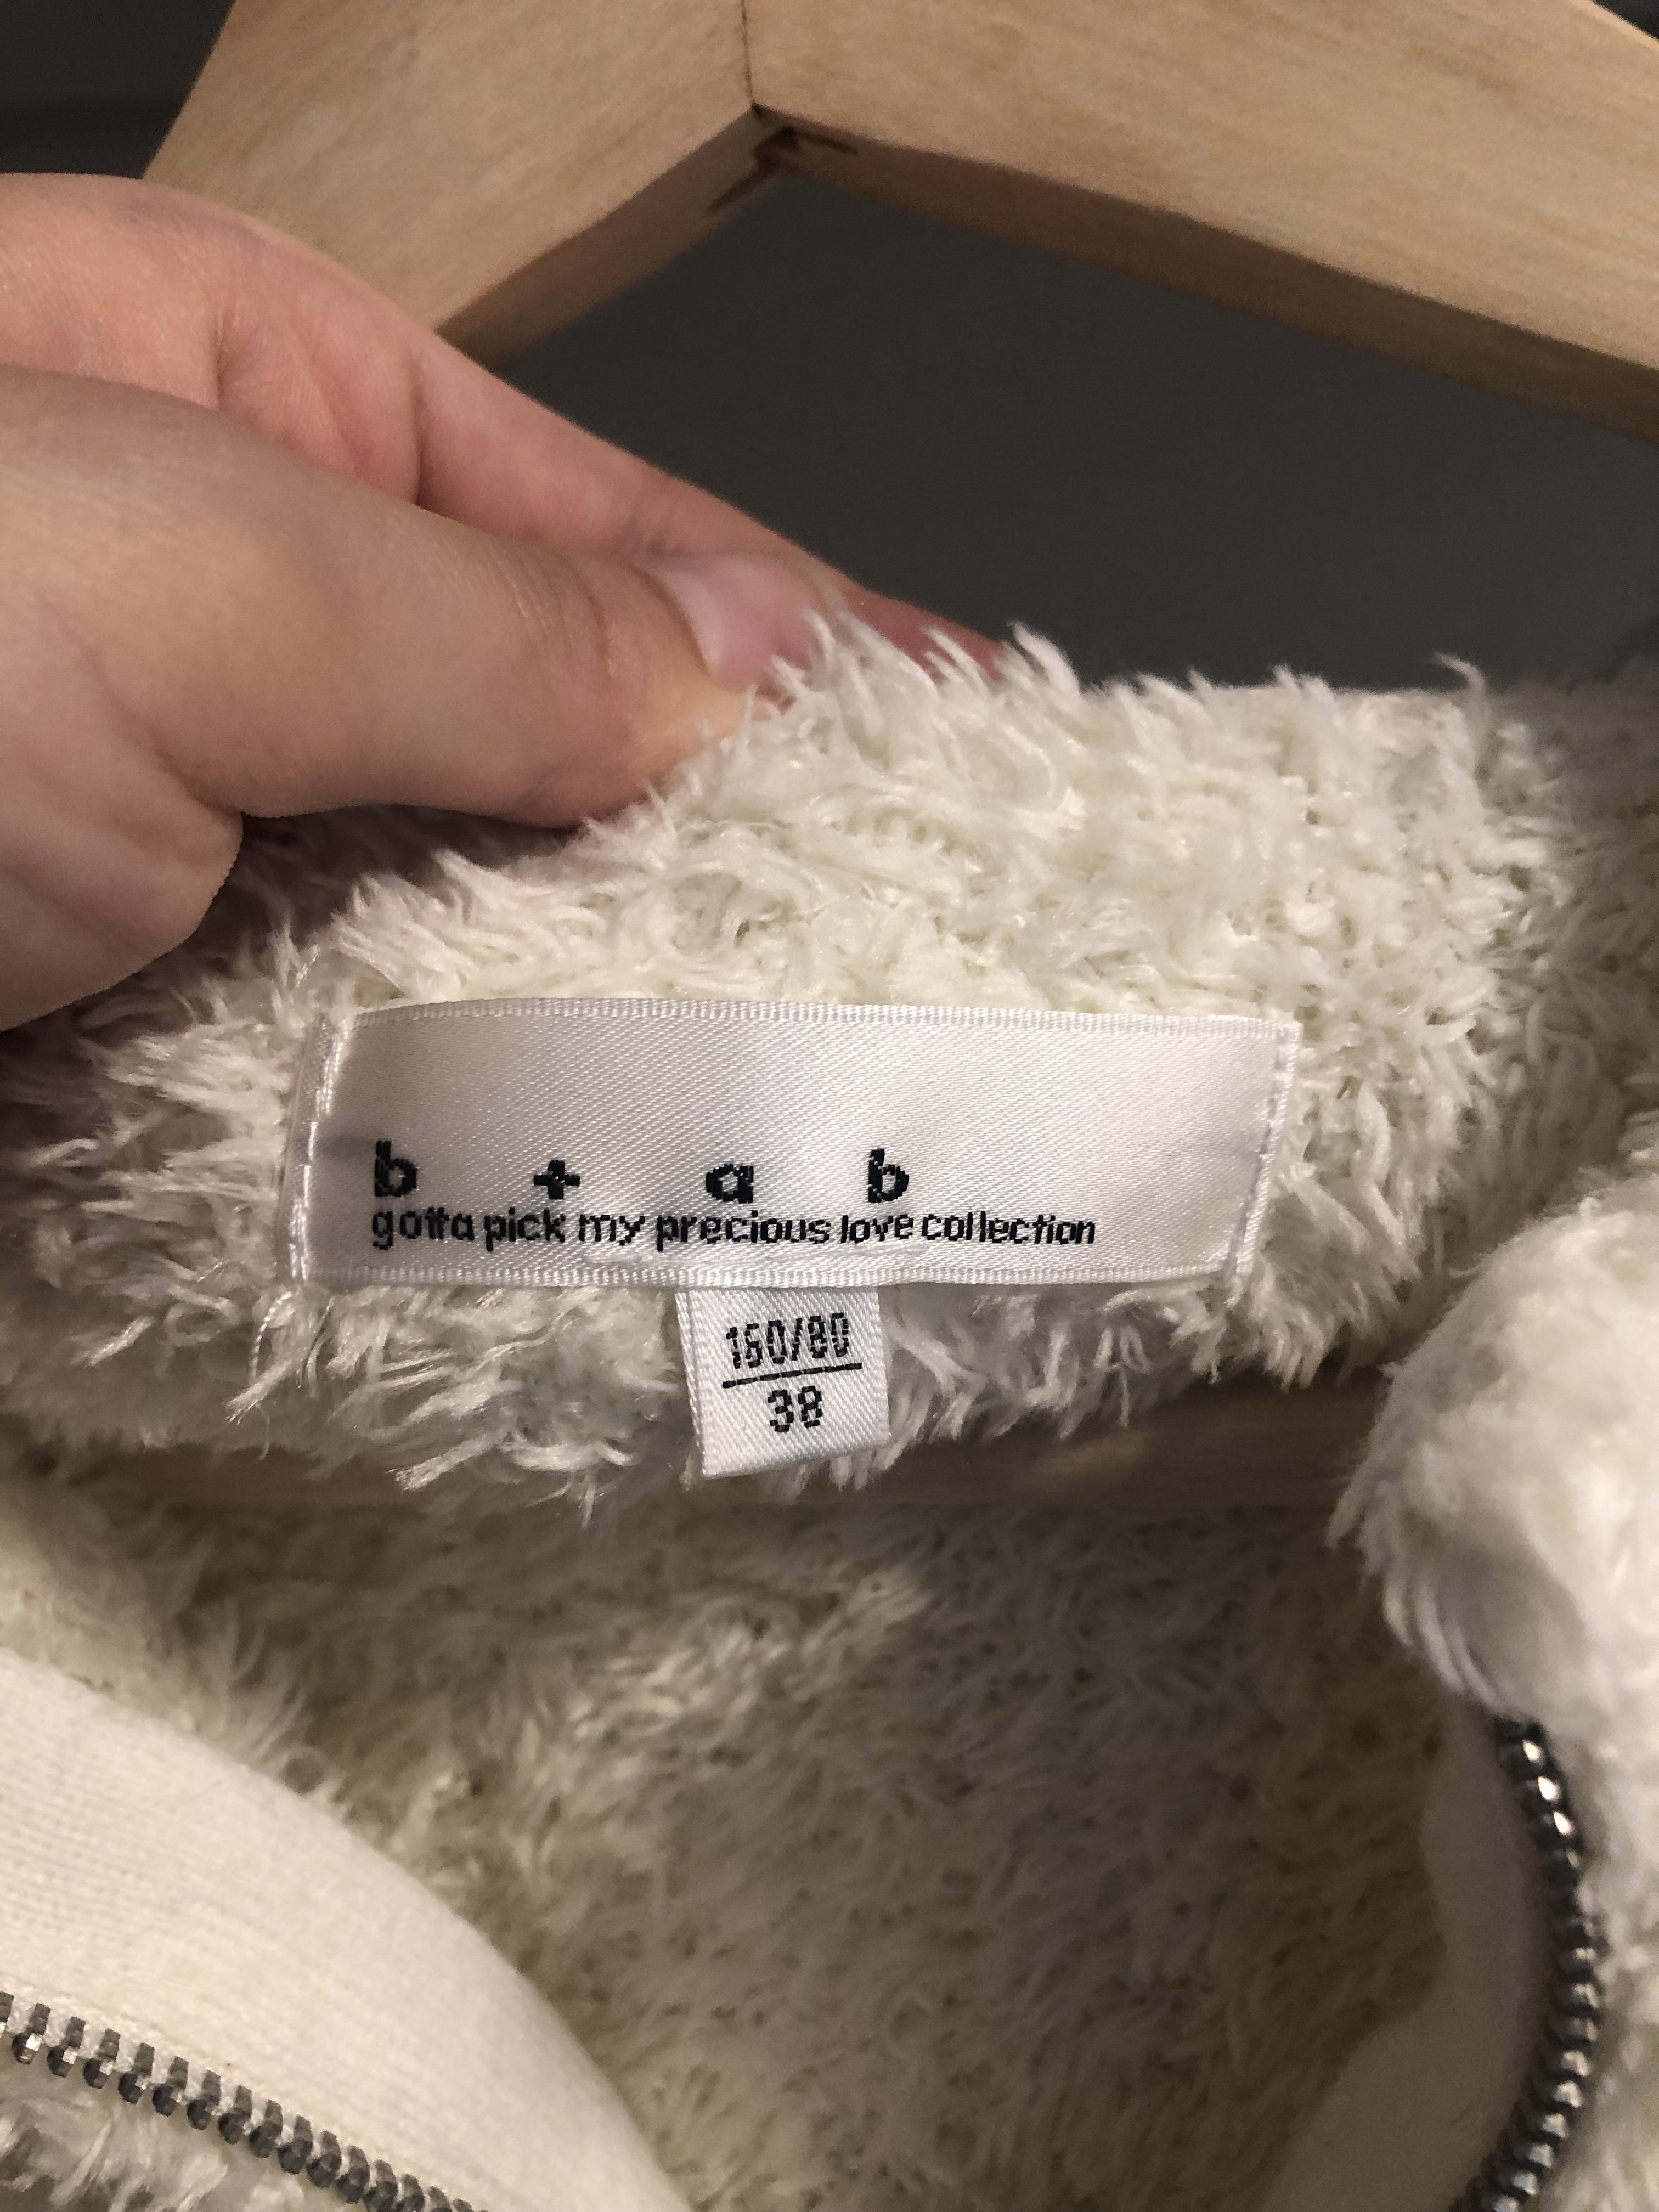 b + a b
gotta pick my precious love collection
160/80
38